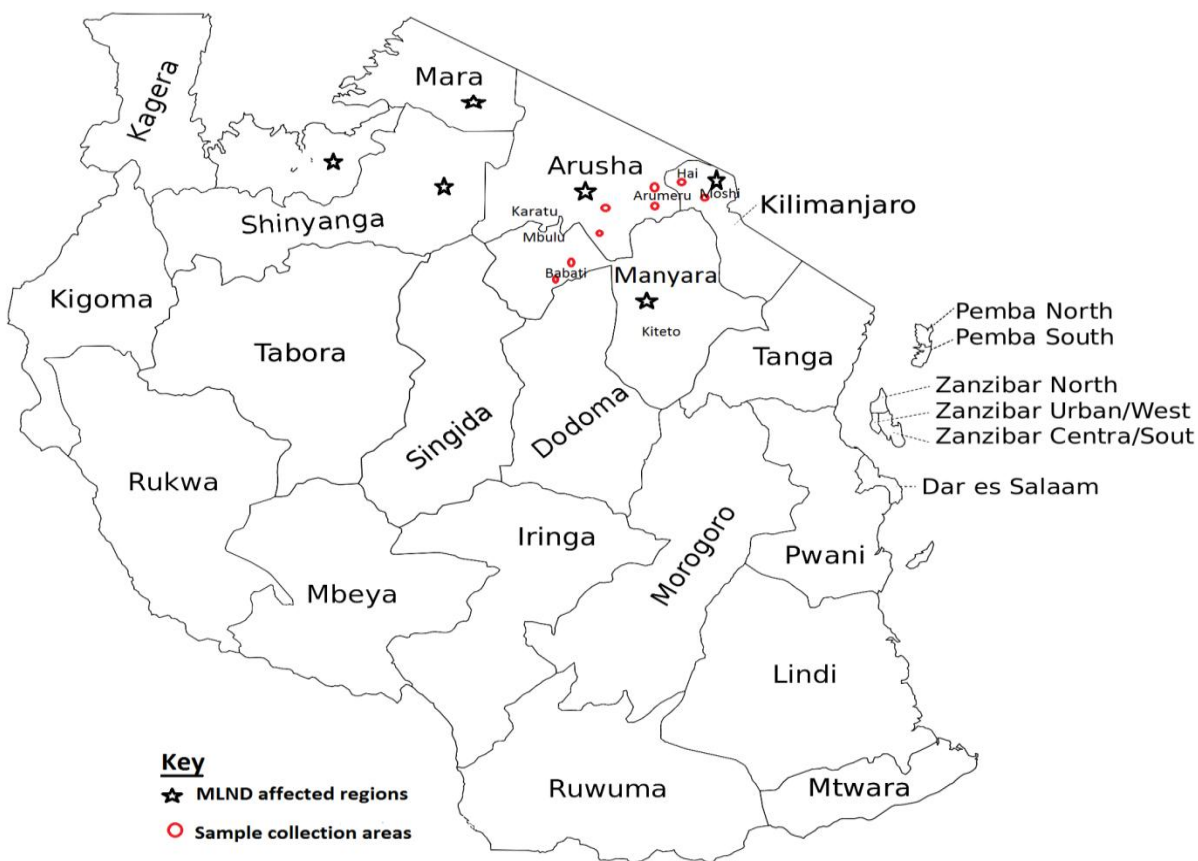 Mara
Kagera
Arusha
Hai
Moshi
Arumeru
Karatu
Kilimanjaro
Shinyanga
Mbulu
Babati
Manyara
Kigoma
Kiteto
Pemba North
Pemba South
Tabora
Tanga
Zanzibar North
Zanzibar Urban/West
Zanzibar Centra/Sout
Singida
Dodoma
Rukwa
Dar es Salaam
Iringa
Morogoro
Pwani
Mbeya
Lindi
Key
MLND affected regions
Sample collection areas
Ruwuma
Mtwara